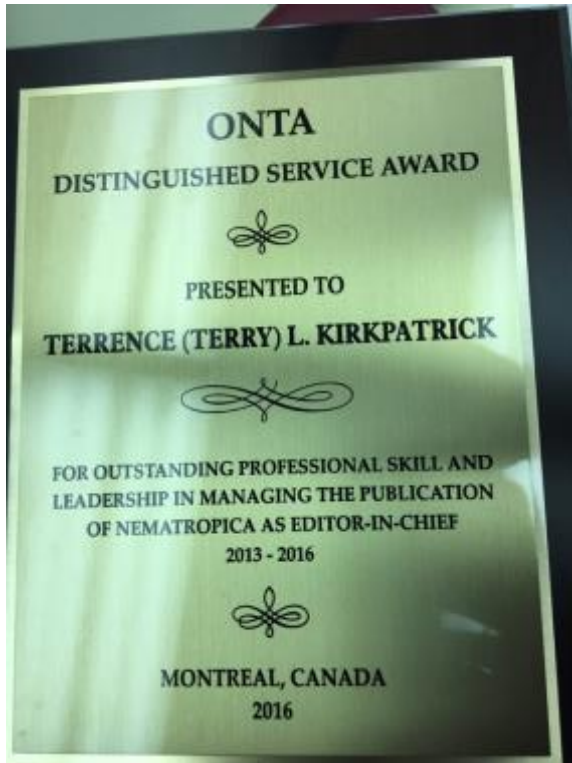 ONTA
DISTINGUISHED SERVICE AWARD
PRESENTED TO
TERRENCE (TERRY) L. KIRKPATRICK
FOR OUTSTANDING PROFESSIONAL SKILL AND
LEADERSHIP IN MANAGING THE PUBLICATION
OF NEMATROPICA AS EDITOR-IN-CHIEF
2013 - 2016
MONTREAL, CANADA
2016